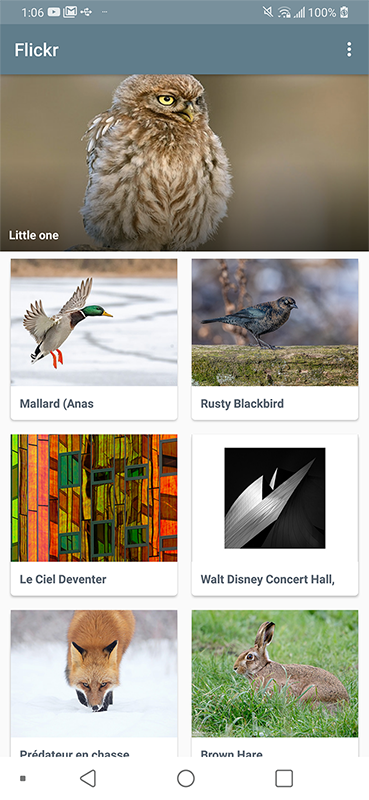 1:06 100%
Flickr
Little one
Mallard (Anas
Rusty Blackbird
Le Ciel Deventer
Walt Disney Concert Hall,
Prédateur en chasse
Brown Hare